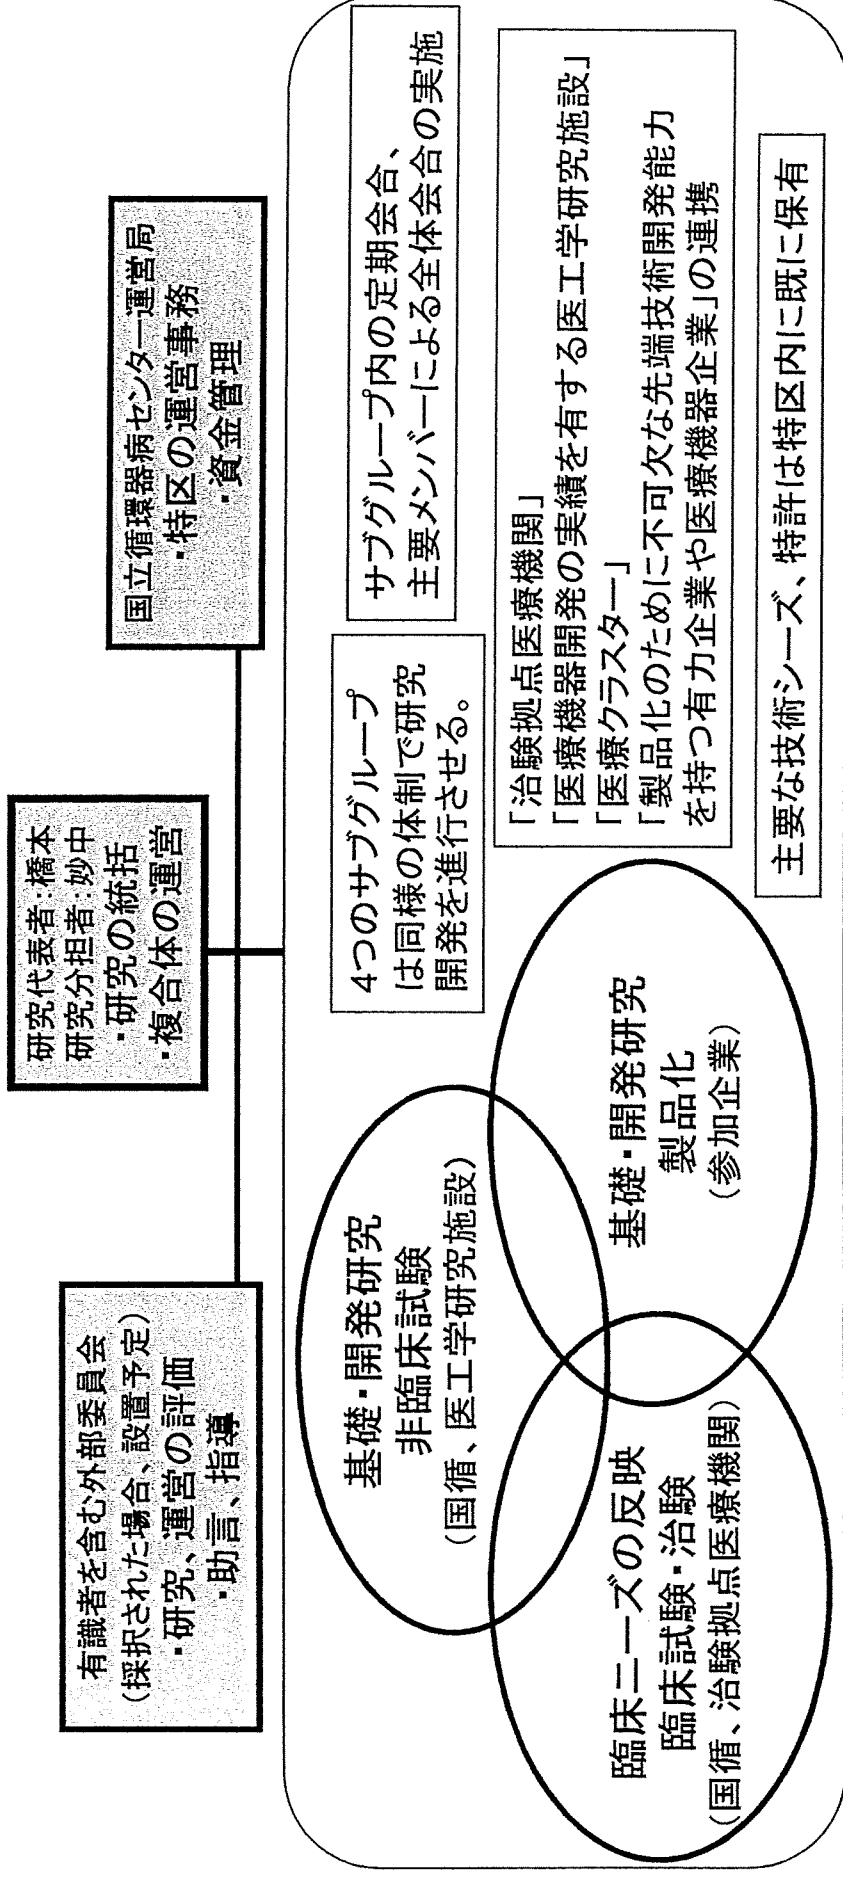 研究代表者：橋本
研究分担者：妙中
・研究の統括
・複合体の運営
有識者を含む外部委員会
（採択された場合、設置予定）
・研究、運営の評価
・助言、指導
国立循環器病センター運営局
・特区の運営事務
・資金管理
基礎・開発研究
非臨床試験
（国循、医工学研究施設）
臨床ニーズの反映
臨床試験・治験
（国循、治験拠点医療機関）
基礎・開発研究
製品化
（参加企業）
4つのサブグループ
は同様の体制で研究
開発を進行させる。
サブグループ内の定期会合、
主要メンバーによる全体会合の実施
「治験拠点医療機関」
「医療機器開発の実績を有する医工学研究施設」
「医療クラスター」
「製品化のために不可欠な先端技術開発能力
を持つ有力企業や医療機器企業」の連携
主要な技術シーズ、特許は特区内に既に保有